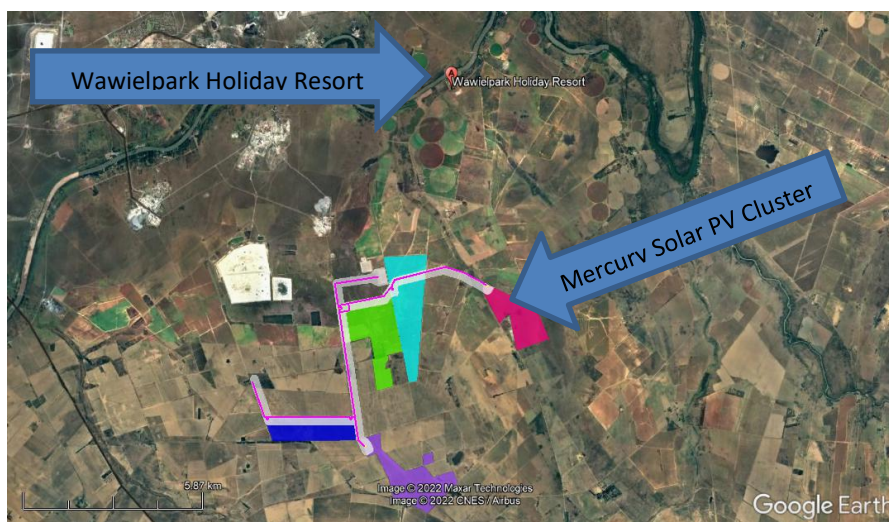 Wawielpark Holiday Resort
A
Wawielpark Holiday Resort
Mercury Solar PV Cluster
5.87 km
Image © 2022 Maxar Technologies
Image © 2022 CNES / Airbus
Google Earth